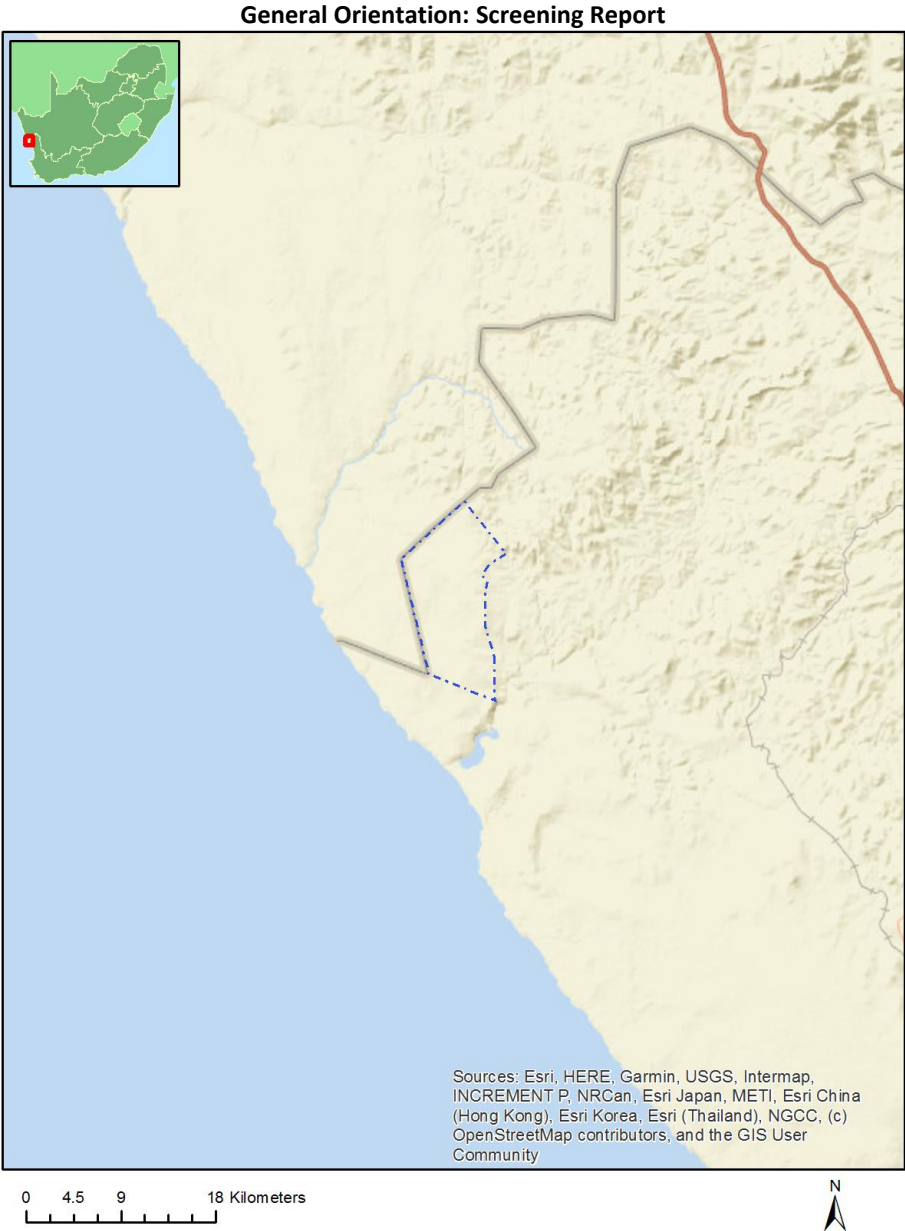 General Orientation: Screening Report
Sources: Esri, HERE, Garmin, USGS, Intermap,
INCREMENT P, NRCan, Esri Japan, METI, Esri China
(Hong Kong), Esri Korea, Esri (Thailand), NGCC, (c)
OpenStreetMap contributors, and the GIS User
Community
0 4.5 9 18 Kilometers
N